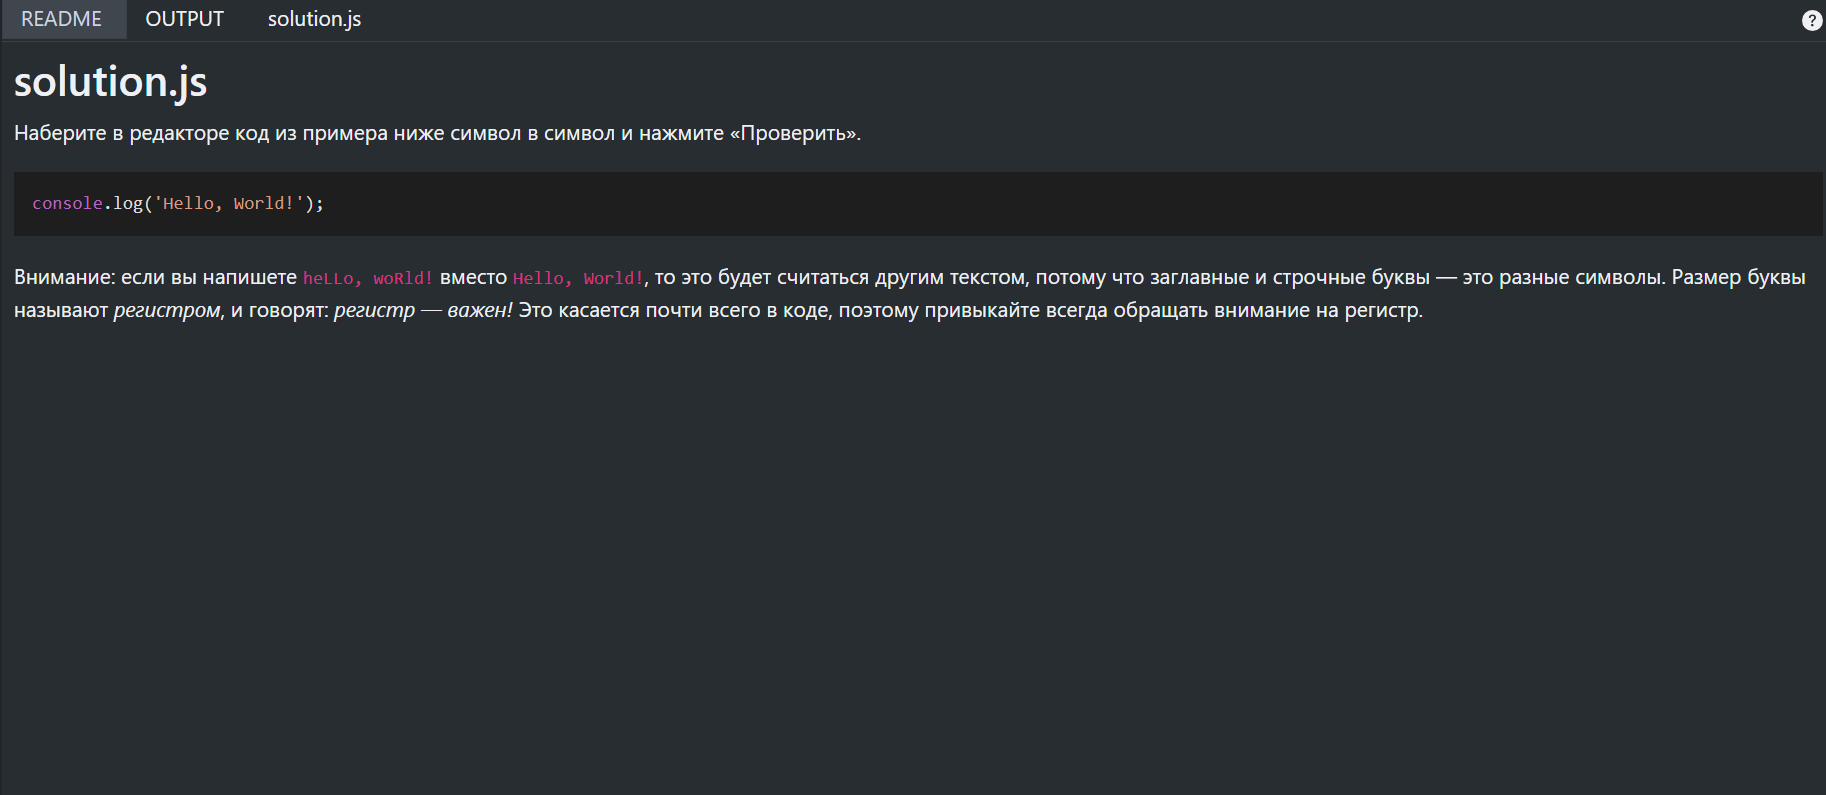 README OUTPUT solution.js ?
solution.js
Наберите в редакторе код из примера ниже символ в символ и нажмите «Проверить».
console.log('Hello, World!');
Внимание: если вы напишете heLLo, woRld! вместо Hello, World!, то это будет считаться другим текстом, потому что заглавные и строчные буквы — это разные символы. Размер буквы
называют регистром, и говорят: регистр — важен! Это касается почти всего в коде, поэтому привыкайте всегда обращать внимание на регистр.